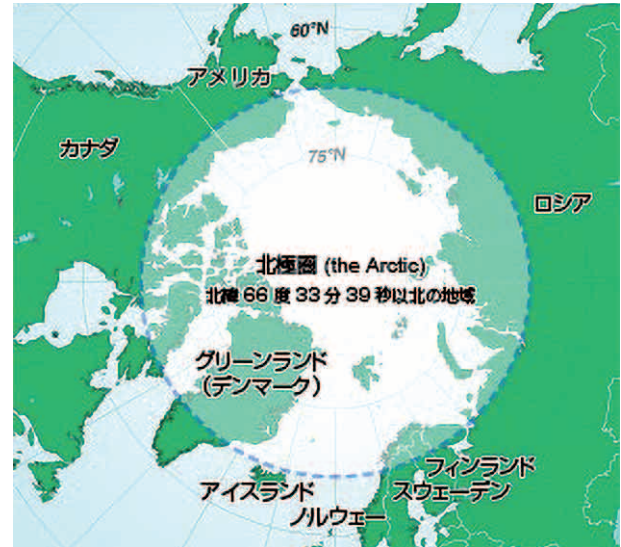 60°N
アメリカ
カナダ
75°N
ロシア
北極圏 (the Arctic)
北緯 66 度 33 分 39 秒以北の地域
グリーンランド
(デンマーク)
フィンランド
アイスランド
スウェーデン
ノルウェー